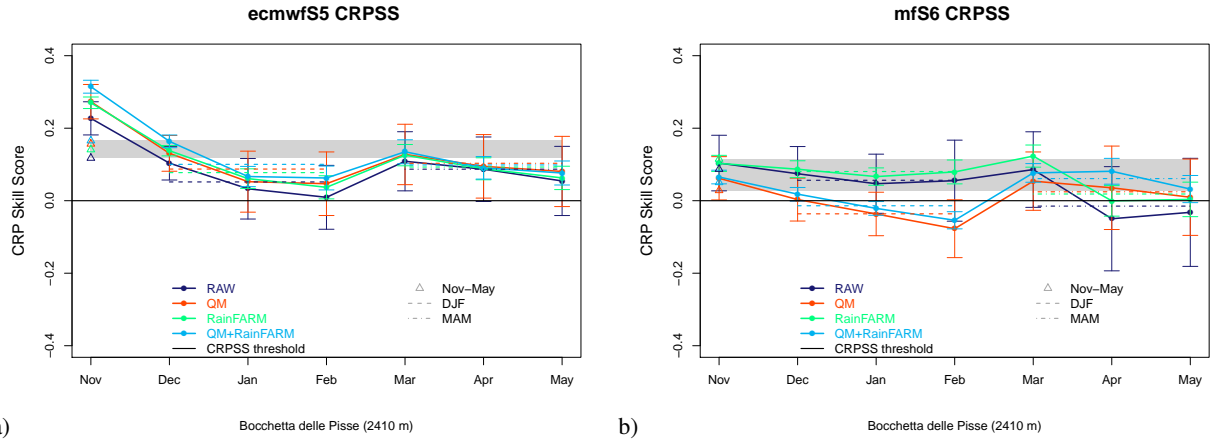 ecmwfS5 CRPSS
CRP Skill Score
0.4
0.2
0.0
−0.2
−0.4
RAW
QM
RainFARM
QM+RainFARM
CRPSS threshold
Nov−May
DJF
MAM
Nov Dec Jan Feb Mar Apr May
Bocchetta delle Pisse (2410 m)
a)
mfS6 CRPSS
CRP Skill Score
0.4
0.2
0.0
−0.2
−0.4
RAW
QM
RainFARM
QM+RainFARM
CRPSS threshold
Nov−May
DJF
MAM
Nov Dec Jan Feb Mar Apr May
Bocchetta delle Pisse (2410 m)
b)